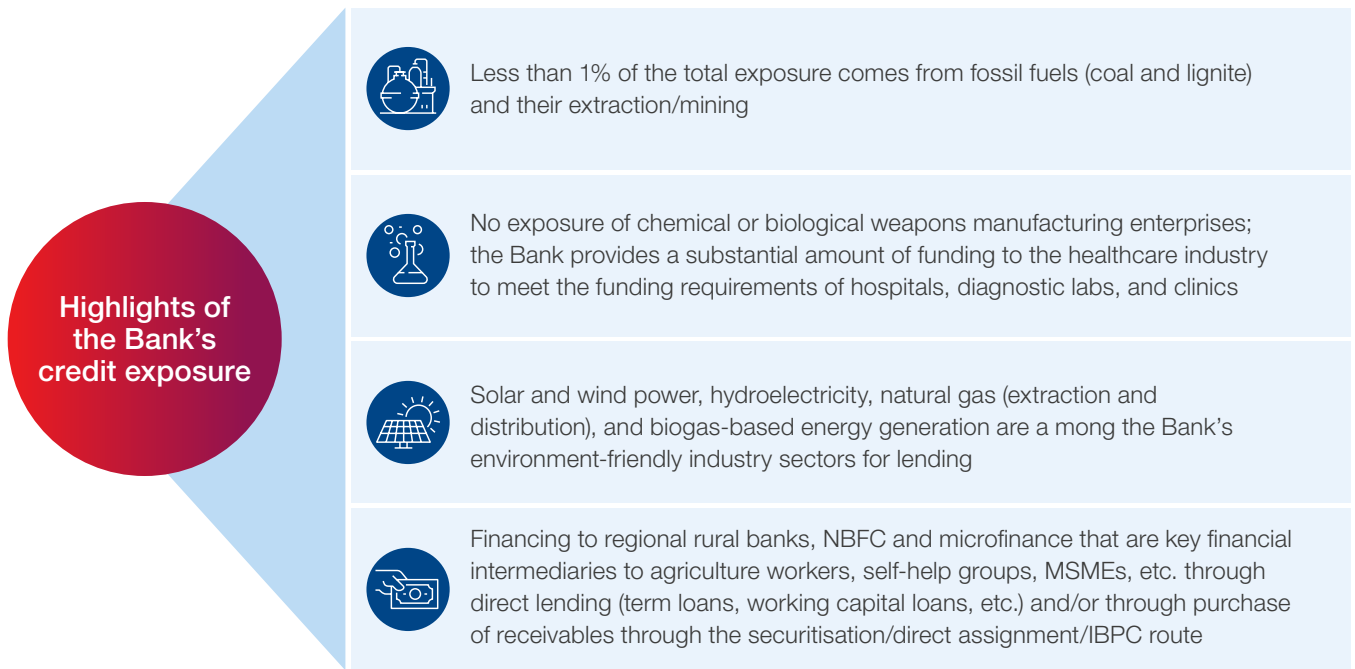 Highlights of
the Bank's
credit exposure
Less than 1% of the total exposure comes from fossil fuels (coal and lignite)
and their extraction/mining
No exposure of chemical or biological weapons manufacturing enterprises;
the Bank provides a substantial amount of funding to the healthcare industry
to meet the funding requirements of hospitals, diagnostic labs, and clinics
Solar and wind power, hydroelectricity, natural gas (extraction and
distribution), and biogas-based energy generation are a mong the Bank's
environment-friendly industry sectors for lending
Financing to regional rural banks, NBFC and microfinance that are key financial
intermediaries to agriculture workers, self-help groups, MSMEs, etc. through
direct lending (term loans, working capital loans, etc.) and/or through purchase
of receivables through the securitisation/direct assignment/IBPC route